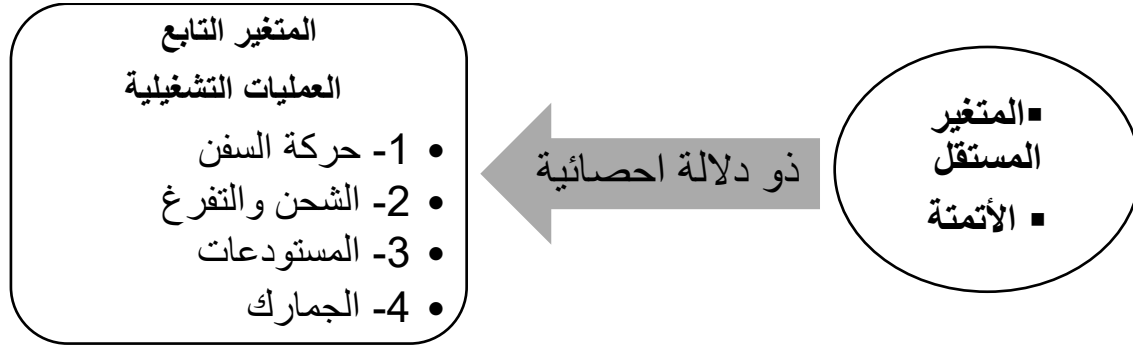 المتغير التابع
العمليات التشغيلية
• 1- حركة السفن
• 2- الشحن والتفرغ
• 3- المستودعات
• 4- الجمارك
ذو دلالة احصائية
▪المتغير
المستقل
▪ الأتمتة